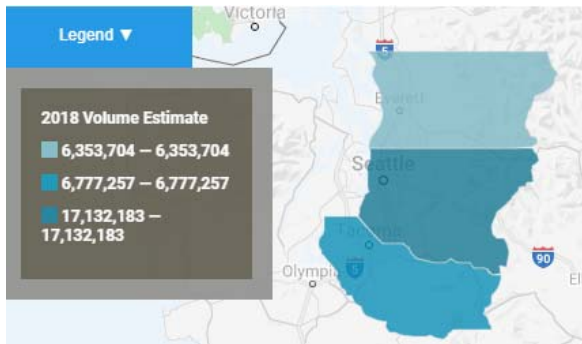 Victoria
Legend ▼
5
2018 Volume Estimate
6,353,704 — 6,353,704
6,777,257 — 6,777,257
17,132,183 —
17,132,183
Everett
Seattle
Tacoma
Olympia
5
90
El